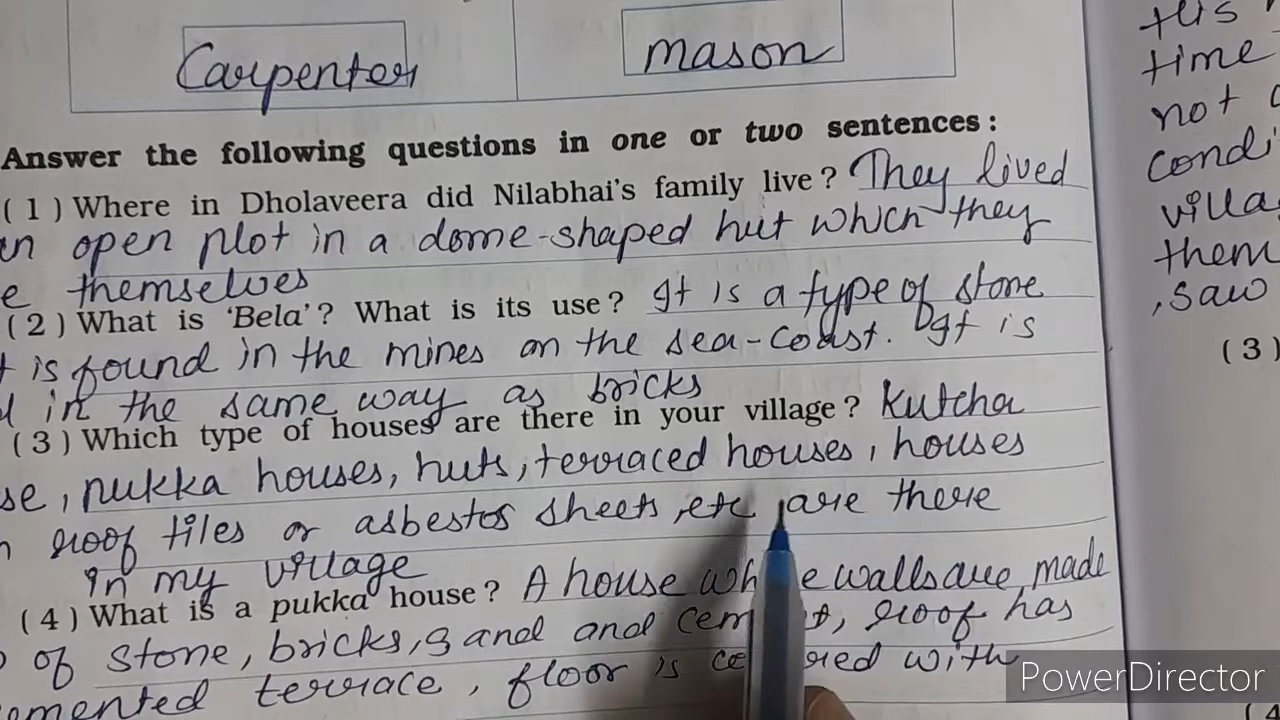 Carpenter
mason
Answer the following questions in one or two sentences :
( 1 ) Where in Dholaveera did Nilabhai's family live ? They lived
an open plot in a dome-shaped hut which they
e themselves
( 2 ) What is 'Bela' ? What is its use ? It is a type of stone
t is found in the mines on the sea-coast. It is
d in the same way as bricks
( 3 ) Which type of houses are there in your village ? Kutcha
se, pukka houses, huts, terraced houses, houses
h roof tiles or asbestos sheets, etc are there
in my village
( 4 ) What is a pukka house ? A house walls are made
of stone, bricks, sand and roof has
emented terrace, floor is with
tis
time
not
condi
villa
them
, saw
( 3 )
PowerDirector
( 4